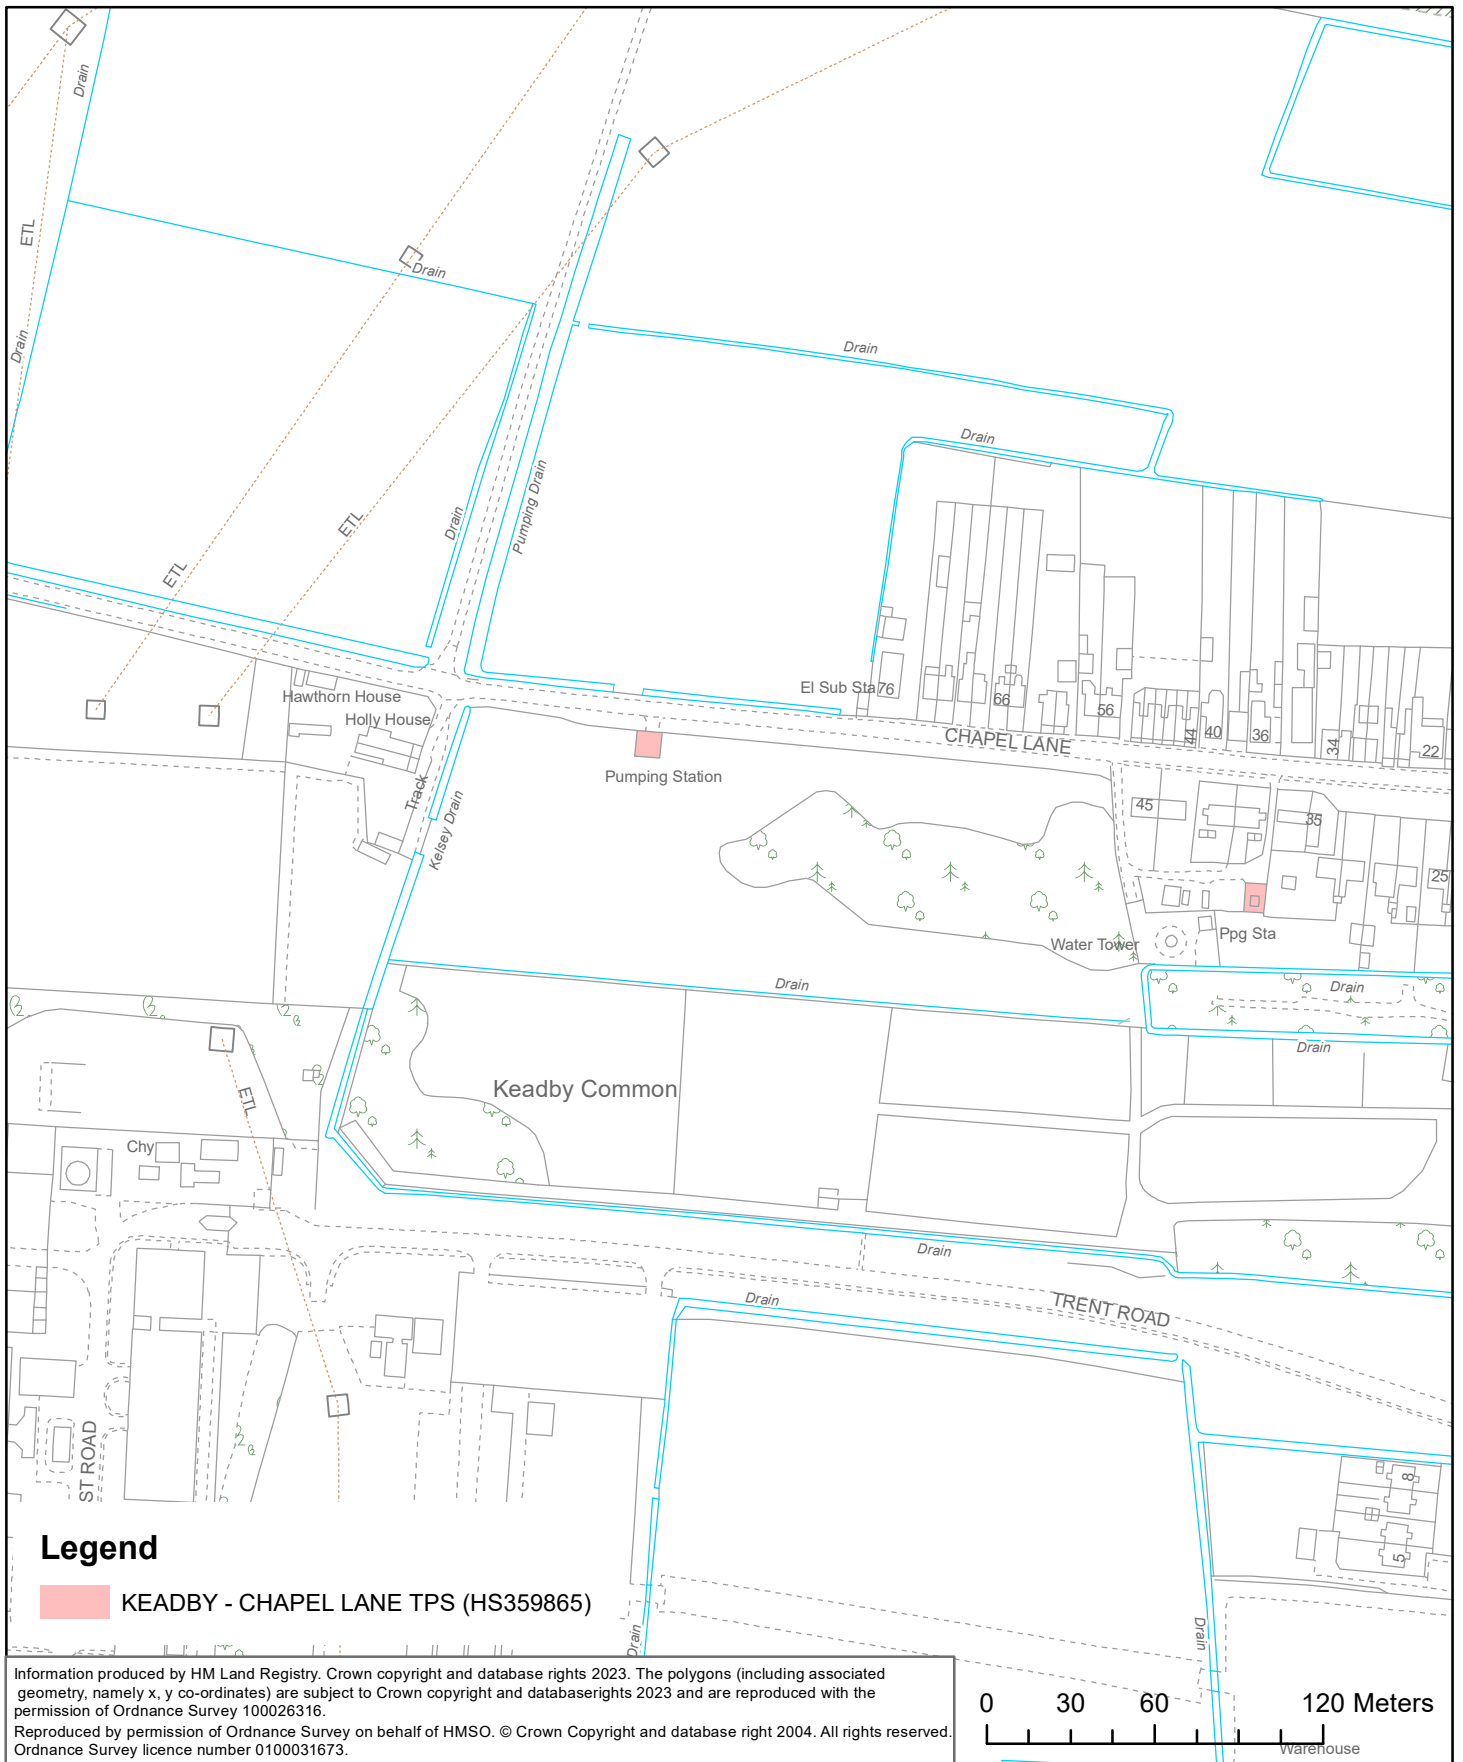 Drain
ETL
Drain
Drain
Drain
Drain
Pumping Drain
ETL
Drain
ETL
Hawthorn House
Holly House
El Sub Sta
76
66
56
44
40
36
34
22
CHAPEL LANE
Pumping Station
Track
Kelsey Drain
45
35
25
Water Tower
Ppg Sta
Drain
Drain
Drain
Keadby Common
ETL
Chy
Drain
Drain
TRENT ROAD
ST ROAD
8
5
Drain
Drain
Warehouse
Legend
KEADBY - CHAPEL LANE TPS (HS359865)
Information produced by HM Land Registry. Crown copyright and database rights 2023. The polygons (including associated
geometry, namely x, y co-ordinates) are subject to Crown copyright and databaserights 2023 and are reproduced with the
permission of Ordnance Survey 100026316.
Reproduced by permission of Ordnance Survey on behalf of HMSO. © Crown Copyright and database right 2004. All rights reserved.
Ordnance Survey licence number 0100031673.
0 30 60 120 Meters